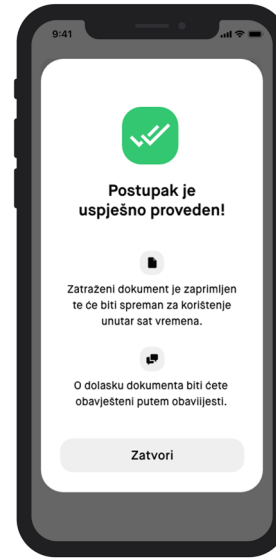 9:41
Postupak je
uspješno proveden!
Zatraženi dokument je zaprimljen
te će biti spreman za korištenje
unutar sat vremena.
O dolasku dokumenta biti ćete
obavješteni putem obaviijesti.
Zatvori